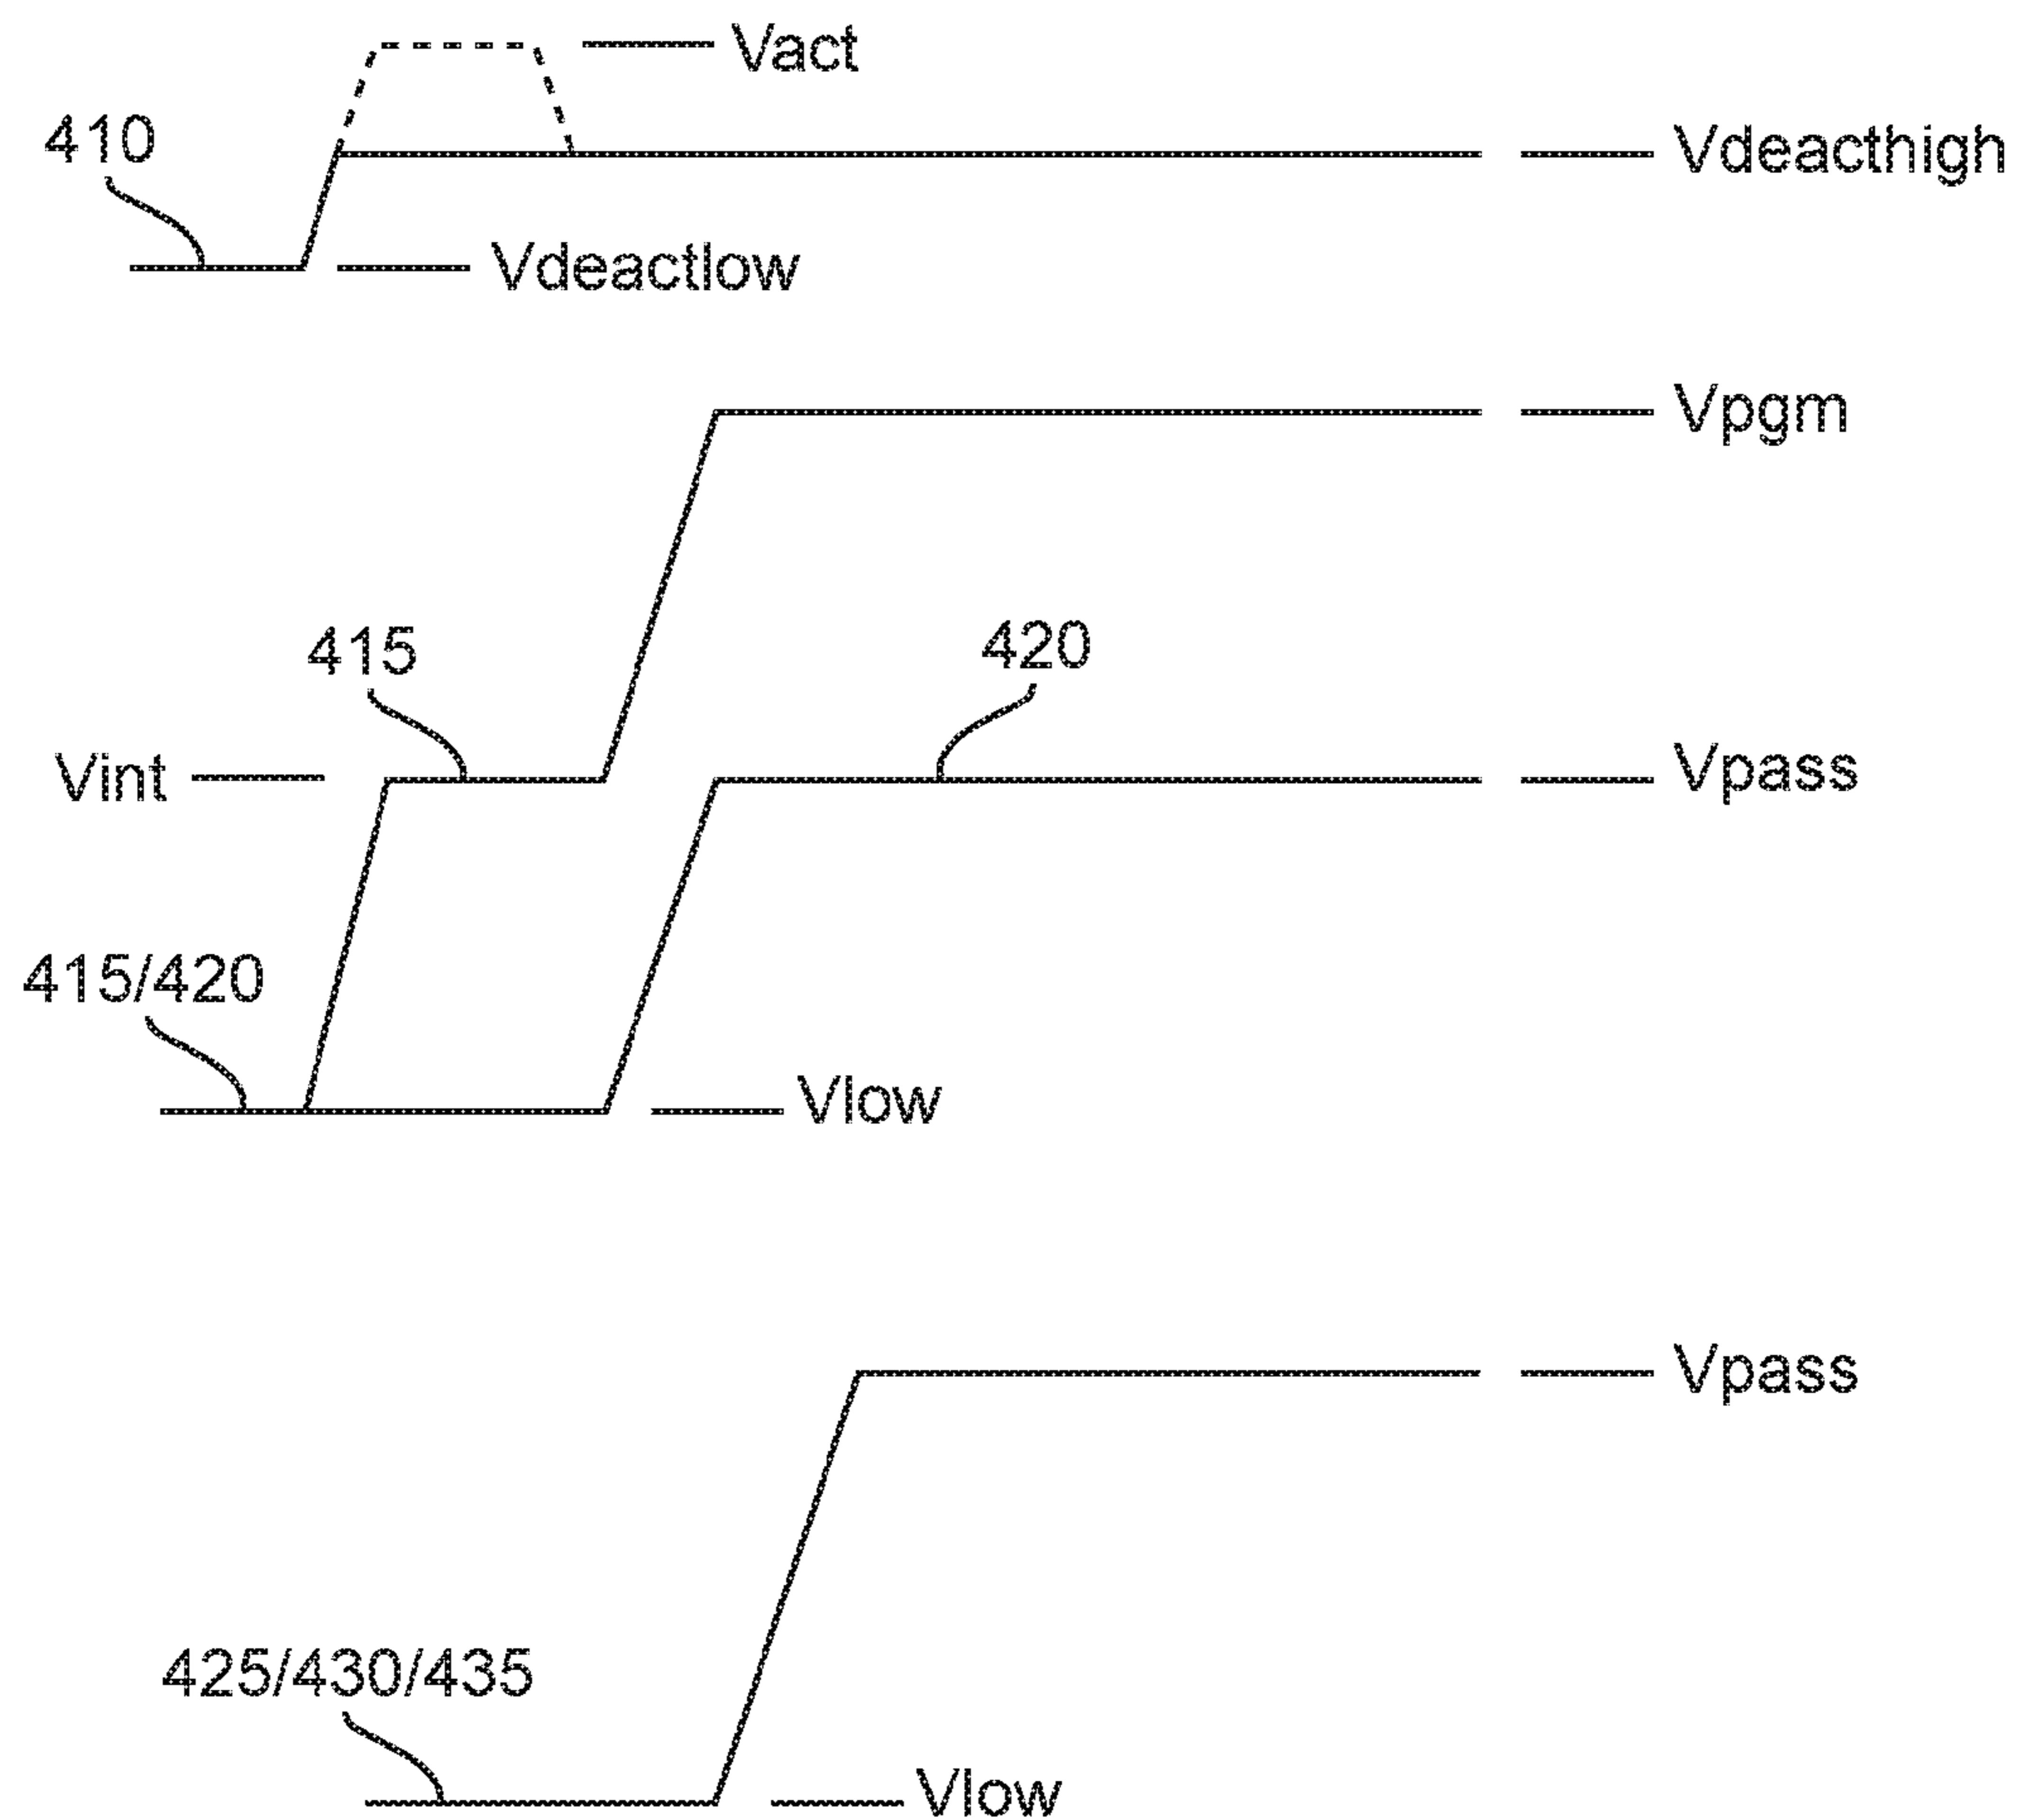 Vact
410
Vdeacthigh
Vdeactlow
Vpgm
415
420
Vint
Vpass
415/420
Vlow
Vpass
425/430/435
Vlow